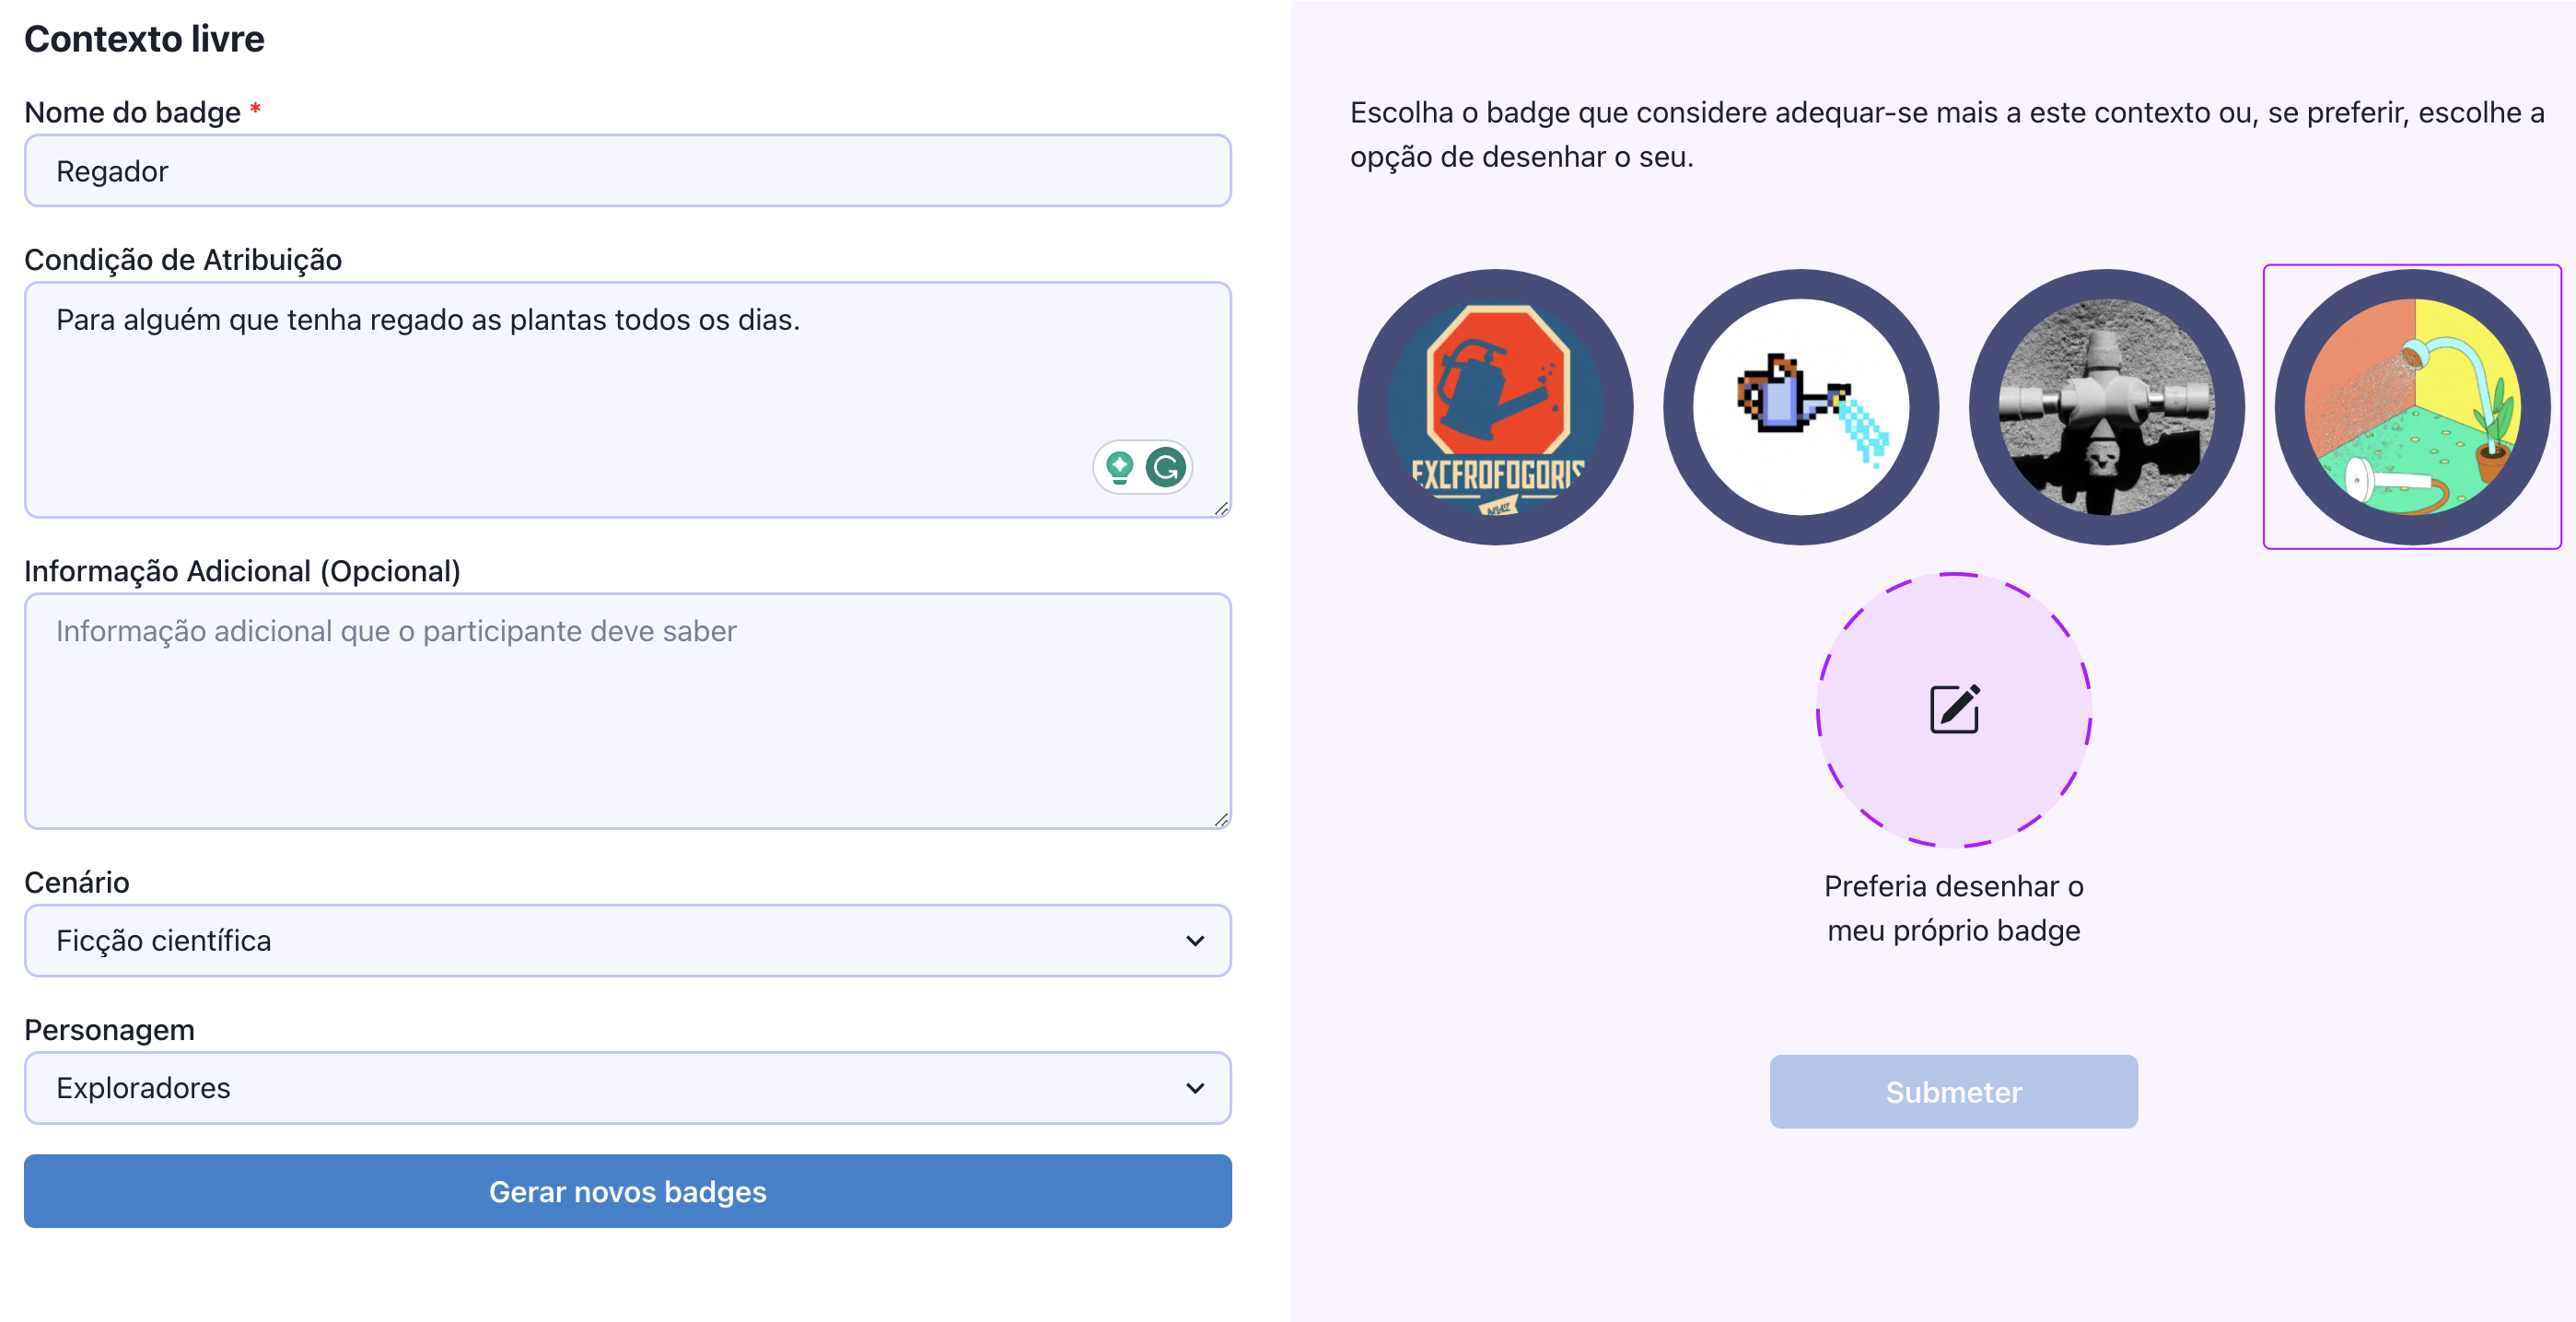 Contexto livre
Nome do badge *
Regador
Condição de Atribuição
Para alguém que tenha regado as plantas todos os dias.
Informação Adicional (Opcional)
Informação adicional que o participante deve saber
Cenário
Ficção científica
Personagem
Exploradores
Gerar novos badges
Escolha o badge que considere adequar-se mais a este contexto ou, se preferir, escolhe a
opção de desenhar o seu.
EXCFROFOGORIS
Preferia desenhar o
meu próprio badge
Submeter